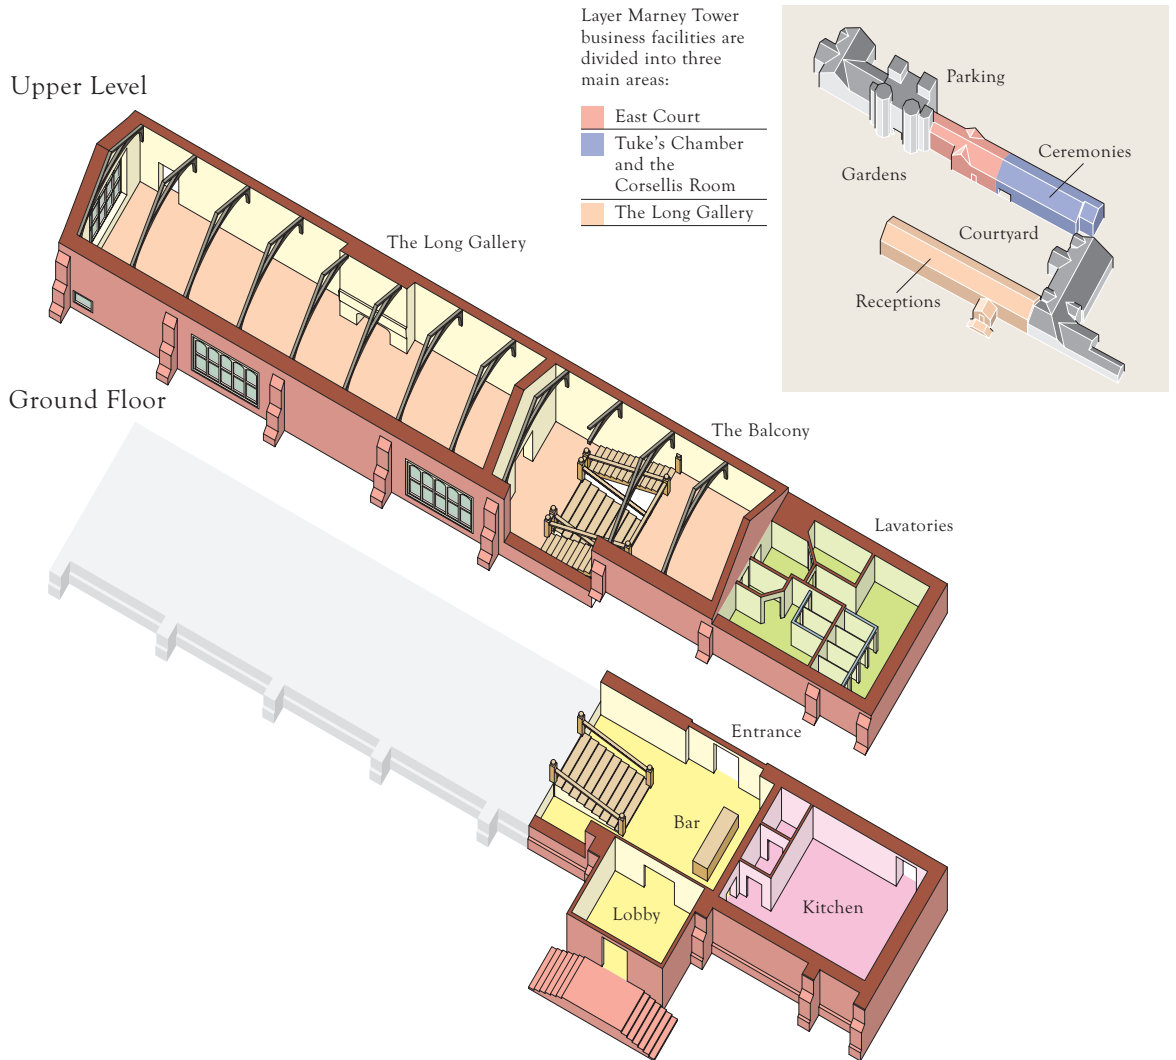 Layer Marney Tower
business facilities are
divided into three
main areas:
East Court
Tuke's Chamber
and the
Corsellis Room
The Long Gallery
Parking
Ceremonies
Gardens
Courtyard
Receptions
Upper Level
The Long Gallery
The Balcony
Lavatories
Ground Floor
Entrance
Bar
Lobby
Kitchen